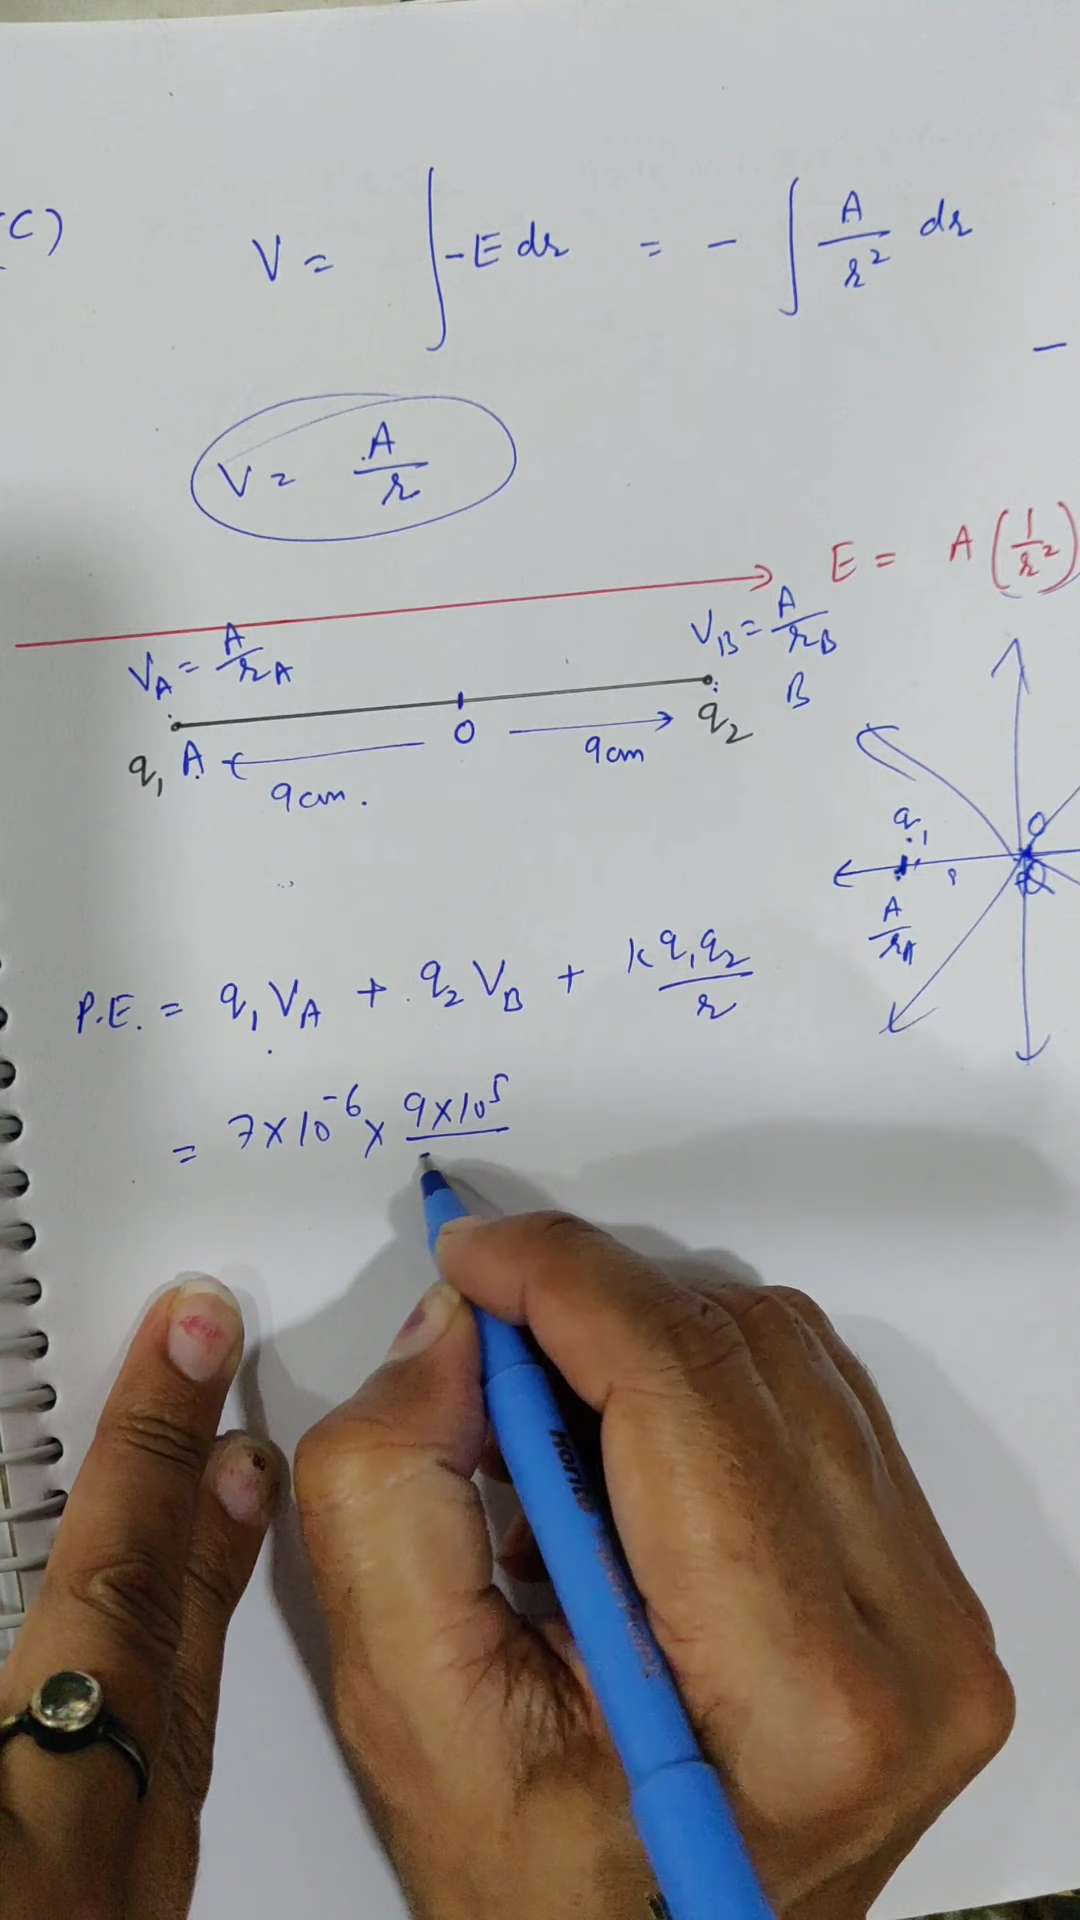 (C)
V = ∫ -E dr = - ∫ A/r² dr
-
V = A/r
E = A(1/r²)
V_A = A/r_A
V_B = A/r_B
B
q₁ A O q₂
9cm. 9cm
q₁ O
A/r_A
P.E. = q₁V_A + q₂V_B + kq₁q₂/r
= 7×10⁻⁶ × 9×10⁵